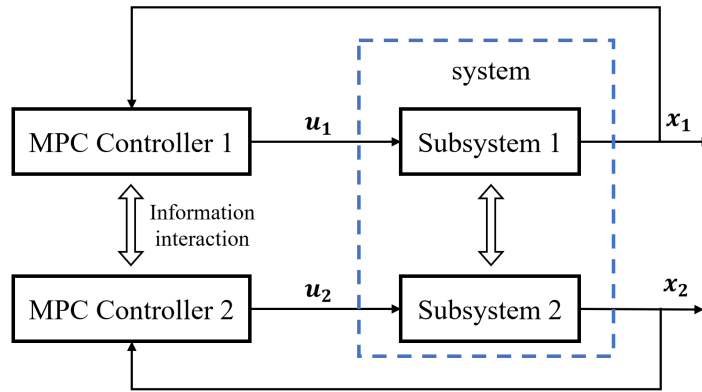 system
MPC Controller 1
u₁
Subsystem 1
x₁
Information
interaction
MPC Controller 2
u₂
Subsystem 2
x₂